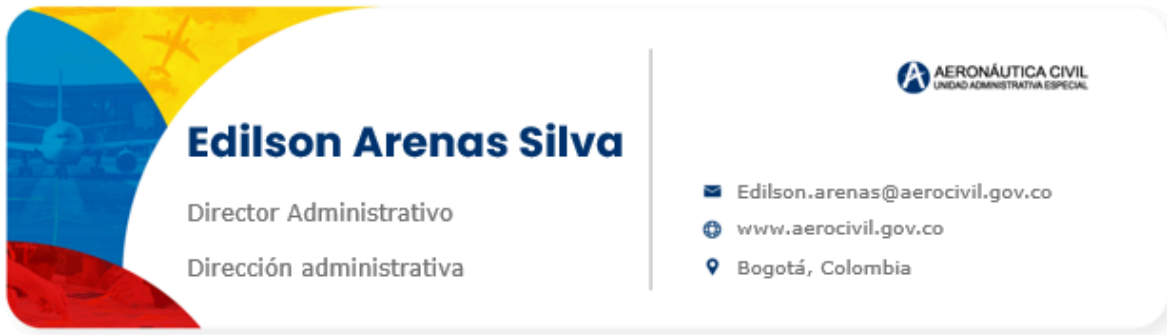 Edilson Arenas Silva
Director Administrativo
Dirección administrativa
AERONÁUTICA CIVIL
UNIDAD ADMINISTRATIVA ESPECIAL
Edilson.arenas@aerocivil.gov.co
www.aerocivil.gov.co
Bogotá, Colombia